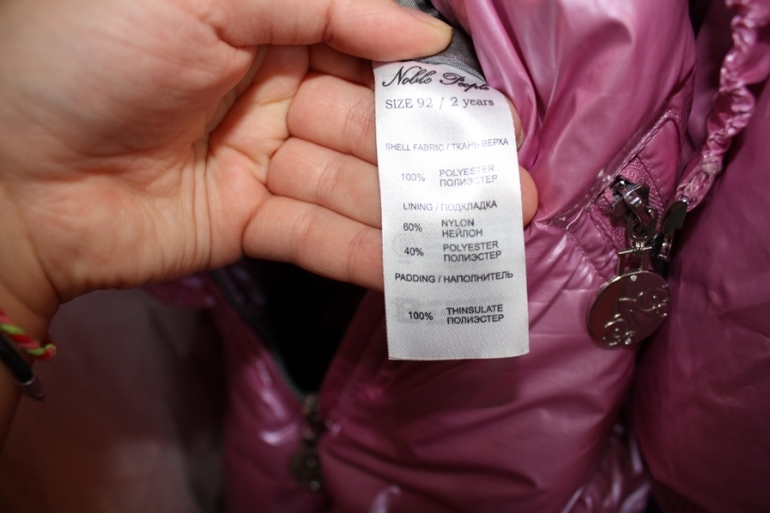 Noble People
SIZE 92 / 2 years
SHELL FABRIC / ТКАНЬ ВЕРХА
100% POLYESTER
ПОЛИЭСТЕР
LINING / ПОДКЛАДКА
60% NYLON
НЕЙЛОН
40% POLYESTER
ПОЛИЭСТЕР
PADDING / НАПОЛНИТЕЛЬ
100% THINSULATE
ПОЛИЭСТЕР